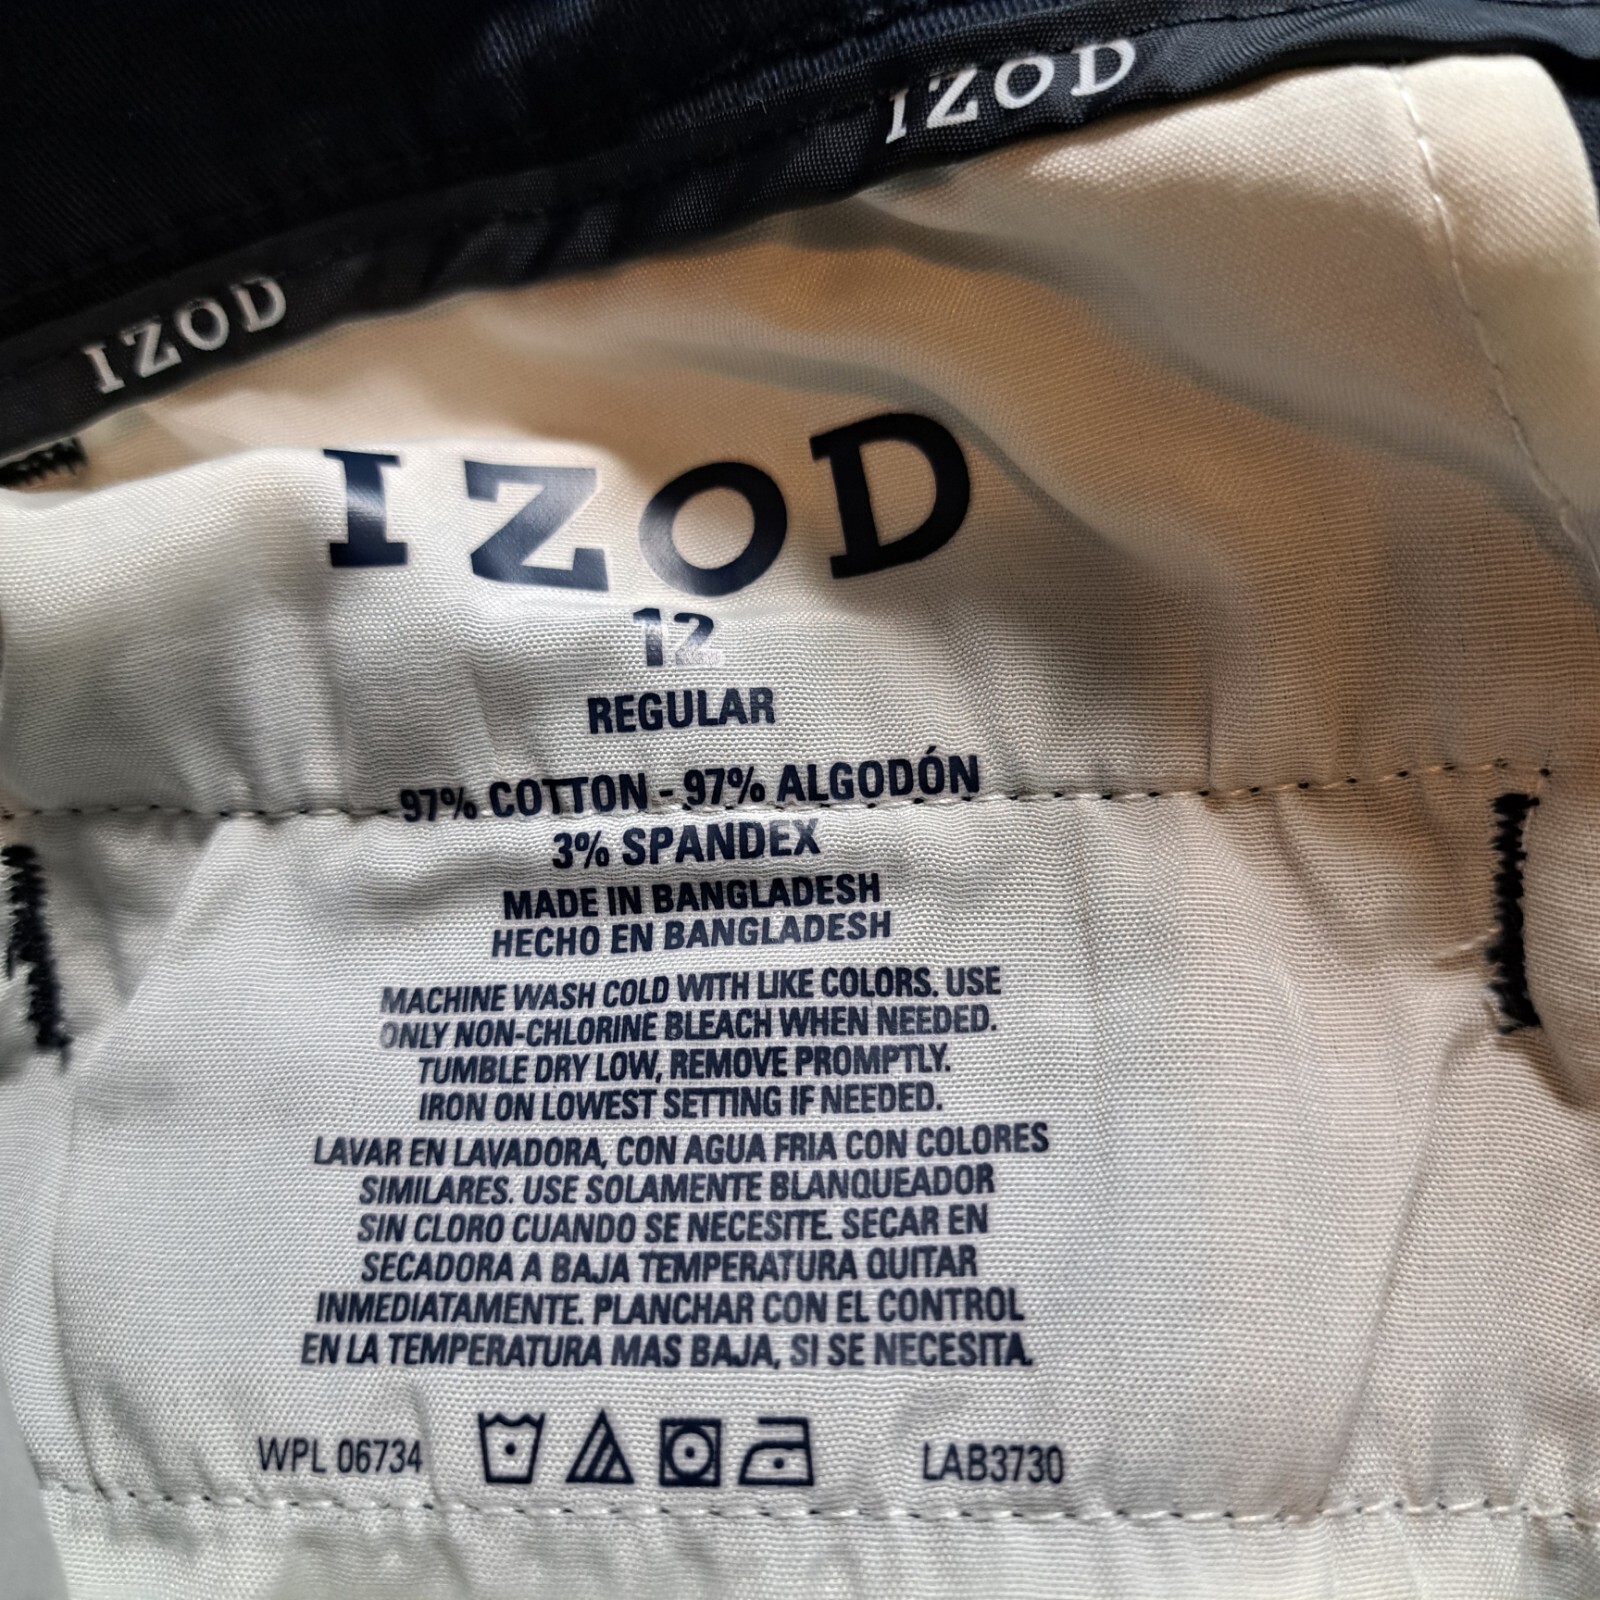 IZOD
IZOD
IZOD
12
REGULAR
97% COTTON - 97% ALGODÓN
3% SPANDEX
MADE IN BANGLADESH
HECHO EN BANGLADESH
MACHINE WASH COLD WITH LIKE COLORS. USE
ONLY NON-CHLORINE BLEACH WHEN NEEDED.
TUMBLE DRY LOW, REMOVE PROMPTLY.
IRON ON LOWEST SETTING IF NEEDED.
LAVAR EN LAVADORA, CON AGUA FRIA CON COLORES
SIMILARES. USE SOLAMENTE BLANQUEADOR
SIN CLORO CUANDO SE NECESITE. SECAR EN
SECADORA A BAJA TEMPERATURA QUITAR
INMEDIATAMENTE. PLANCHAR CON EL CONTROL
EN LA TEMPERATURA MAS BAJA, SI SE NECESITA.
WPL 06734 LAB3730